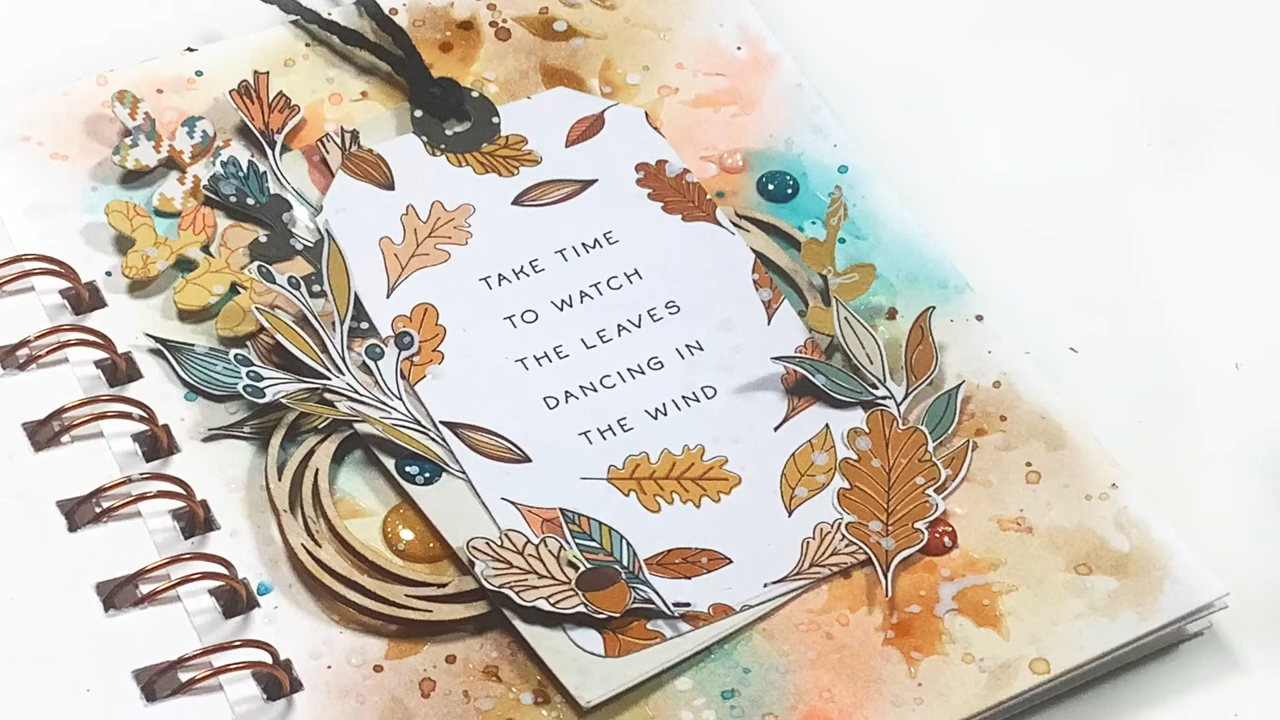 TAKE TIME
TO WATCH
THE LEAVES
DANCING IN
THE WIND